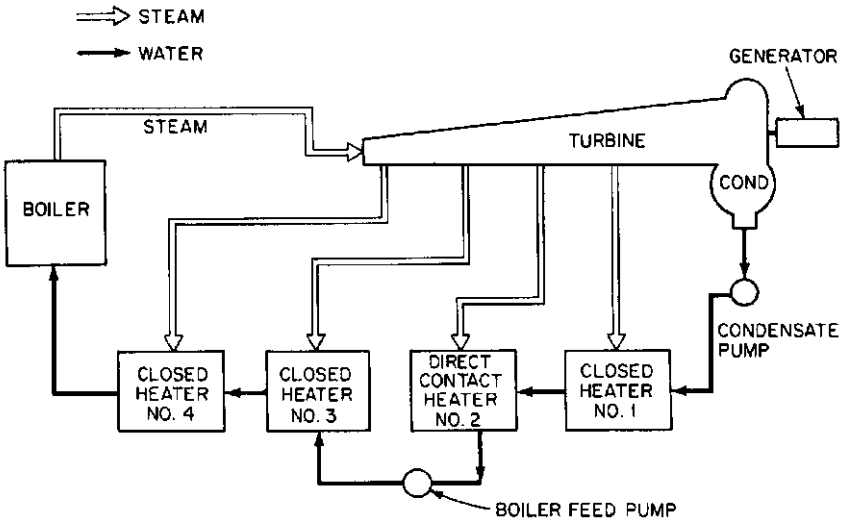 STEAM
WATER
GENERATOR
STEAM
TURBINE
COND
BOILER
CONDENSATE
PUMP
CLOSED
HEATER
NO. 4
CLOSED
HEATER
NO. 3
DIRECT
CONTACT
HEATER
NO. 2
CLOSED
HEATER
NO. 1
BOILER FEED PUMP